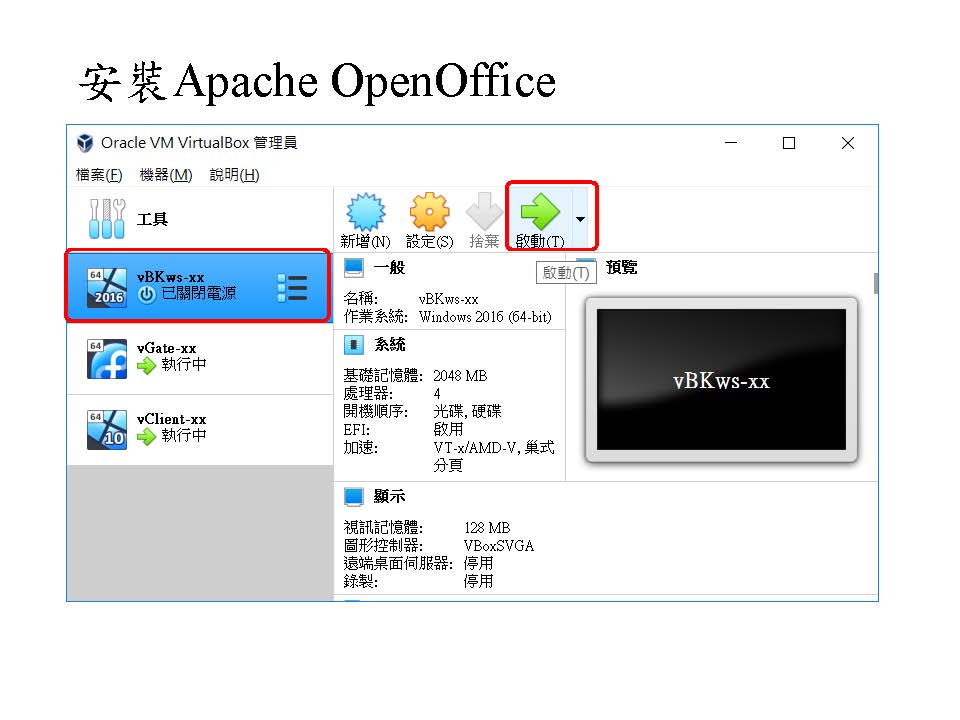 安裝Apache OpenOffice
Oracle VM VirtualBox 管理員
檔案(F) 機器(M) 說明(H)
工具
新增(N) 設定(S) 捨棄 啟動(T)
啟動(T)
64
2016
vBKws-xx
已關閉電源
64
vGate-xx
執行中
64
10
vClient-xx
執行中
一般
名稱: vBKws-xx
作業系統: Windows 2016 (64-bit)
系統
基礎記憶體: 2048 MB
處理器: 4
開機順序: 光碟, 硬碟
EFI: 啟用
加速: VT-x/AMD-V, 巢式
分頁
預覽
vBKws-xx
顯示
視訊記憶體: 128 MB
圖形控制器: VBoxSVGA
遠端桌面伺服器: 停用
錄製: 停用